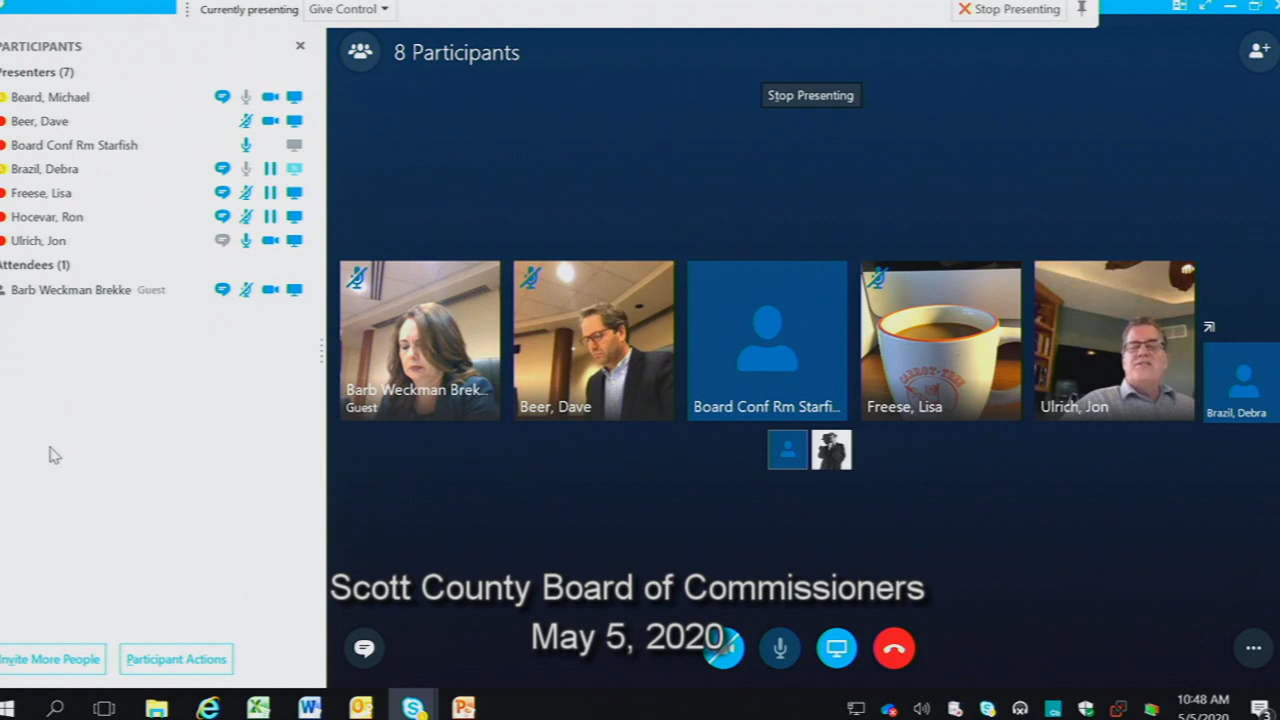 Currently presenting Give Control
Stop Presenting
PARTICIPANTS
Presenters (7)
8 Participants
Stop Presenting
Beard, Michael
Beer, Dave
Board Conf Rm Starfish
Brazil, Debra
Freese, Lisa
Hocevar, Ron
Ulrich, Jon
Attendees (1)
Barb Weckman Brekke Guest
Barb Weckman Brek...
Guest
Beer, Dave
Board Conf Rm Starfi...
CARROT-TREE
Freese, Lisa
Ulrich, Jon
Brazil, Debra
Scott County Board of Commissioners
May 5, 2020
Invite More People
Participant Actions
10:48 AM
5/5/2020